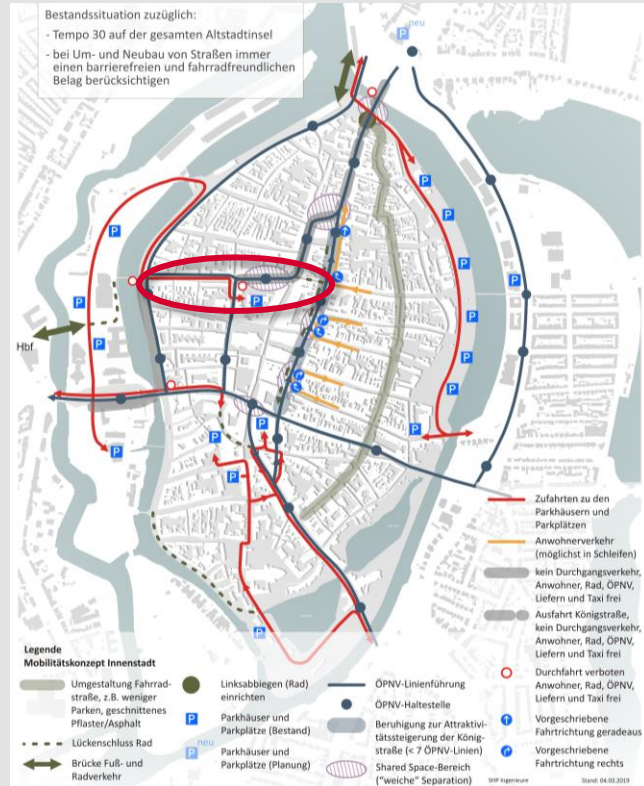 Bestandssituation zuzüglich:
- Tempo 30 auf der gesamten Altstadtinsel
- bei Um- und Neubau von Straßen immer
einen barrierefreien und fahrradfreundlichen
Belag berücksichtigen
neu
P
P
P
P
P
P
P
P
P
P
P
P
P
Hbf
P
P
P
P
P
P
P
Zufahrten zu den
Parkhäusern und
Parkplätzen
Anwohnerverkehr
(möglichst in Schleifen)
kein Durchgangsverkehr,
Anwohner, Rad, ÖPNV,
Liefern und Taxi frei
Ausfahrt Königstraße,
kein Durchgangsverkehr,
Anwohner, Rad, ÖPNV,
Liefern und Taxi frei
Durchfahrt verboten
Anwohner, Rad, ÖPNV,
Liefern und Taxi frei
Vorgeschriebene
Fahrtrichtung geradeaus
Vorgeschriebene
Fahrtrichtung rechts
Legende
Mobilitätskonzept Innenstadt
Umgestaltung Fahrrad-
straße, z.B. weniger
Parken, geschnittenes
Pflaster/Asphalt
Lückenschluss Rad
Brücke Fuß- und
Radverkehr
Linksabbiegen (Rad)
einrichten
P Parkhäuser und
Parkplätze (Bestand)
neu
P Parkhäuser und
Parkplätze (Planung)
ÖPNV-Linienführung
ÖPNV-Haltestelle
Beruhigung zur Attraktivi-
tätssteigerung der König-
straße (< 7 ÖPNV-Linien)
Shared Space-Bereich
("weiche" Separation)
SHP Ingenieure
Stand: 04.03.2019